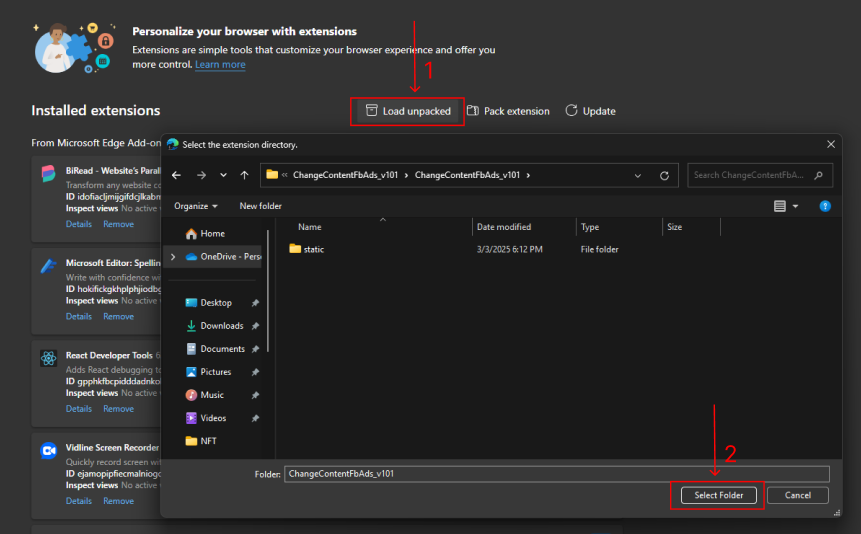 Personalize your browser with extensions
Extensions are simple tools that customize your browser experience and offer you
more control. Learn more
1
Installed extensions
Load unpacked
Pack extension
Update
From Microsoft Edge Add-on
Select the extension directory.
« ChangeContentFbAds_v101 › ChangeContentFbAds_v101 ›
Search ChangeContentFbA...
Organize
New folder
Name
Date modified
Type
Size
static
3/3/2025 6:12 PM
File folder
Home
OneDrive - Perso
Desktop
Downloads
Documents
Pictures
Music
Videos
NFT
BiRead - Website's Paral
Transform any website co
ID idofiacljmijgifdcjlkabm
Inspect views No active
Details Remove
Microsoft Editor: Spellin
Write with confidence wi
ID hokifickgkhplphjiodbg
Inspect views No active
Details Remove
React Developer Tools 6
Adds React debugging to
ID gpphkfbcpidddadnko
Inspect views No active
Details Remove
Vidline Screen Recorder
Quickly record screen wit
ID ejamopipfiecmalniogc
Inspect views No active
Details Remove
2
Folder: ChangeContentFbAds_v101
Select Folder
Cancel